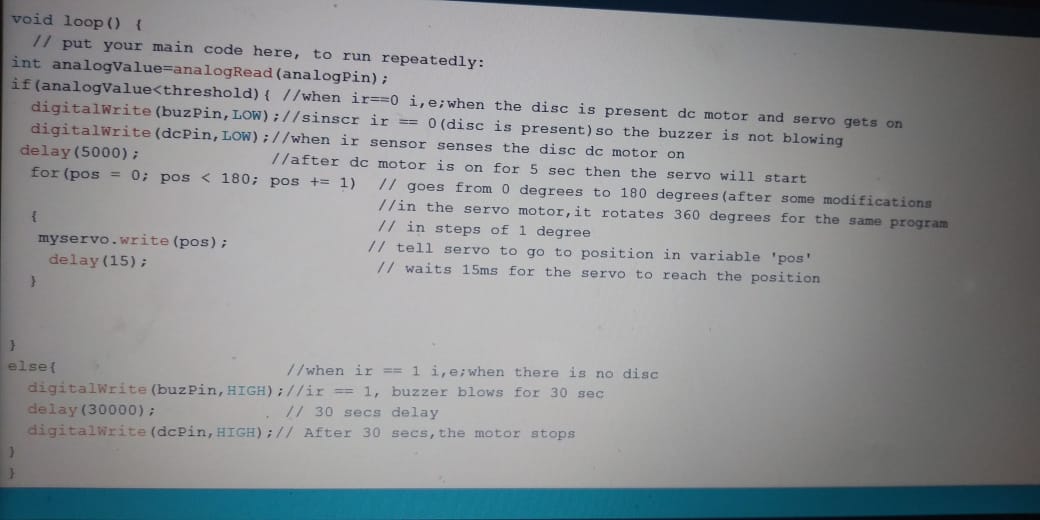 void loop() {
  // put your main code here, to run repeatedly:
int analogValue=analogRead(analogPin);
if(analogValue<threshold){ //when ir==0 i,e;when the disc is present dc motor and servo gets on
  digitalWrite(buzPin,LOW);//sinscr ir == 0(disc is present)so the buzzer is not blowing
  digitalWrite(dcPin,LOW);//when ir sensor senses the disc dc motor on
 delay(5000);             //after dc motor is on for 5 sec then the servo will start
  for(pos = 0; pos < 180; pos += 1)  // goes from 0 degrees to 180 degrees(after some modifications
                                     //in the servo motor,it rotates 360 degrees for the same program
  {                                  // in steps of 1 degree
   myservo.write(pos);               // tell servo to go to position in variable 'pos'
    delay(15);                       // waits 15ms for the servo to reach the position
  }
}
else{                       //when ir == 1 i,e;when there is no disc
  digitalWrite(buzPin,HIGH);//ir == 1, buzzer blows for 30 sec
  delay(30000);             // 30 secs delay
  digitalWrite(dcPin,HIGH);// After 30 secs,the motor stops
}
}